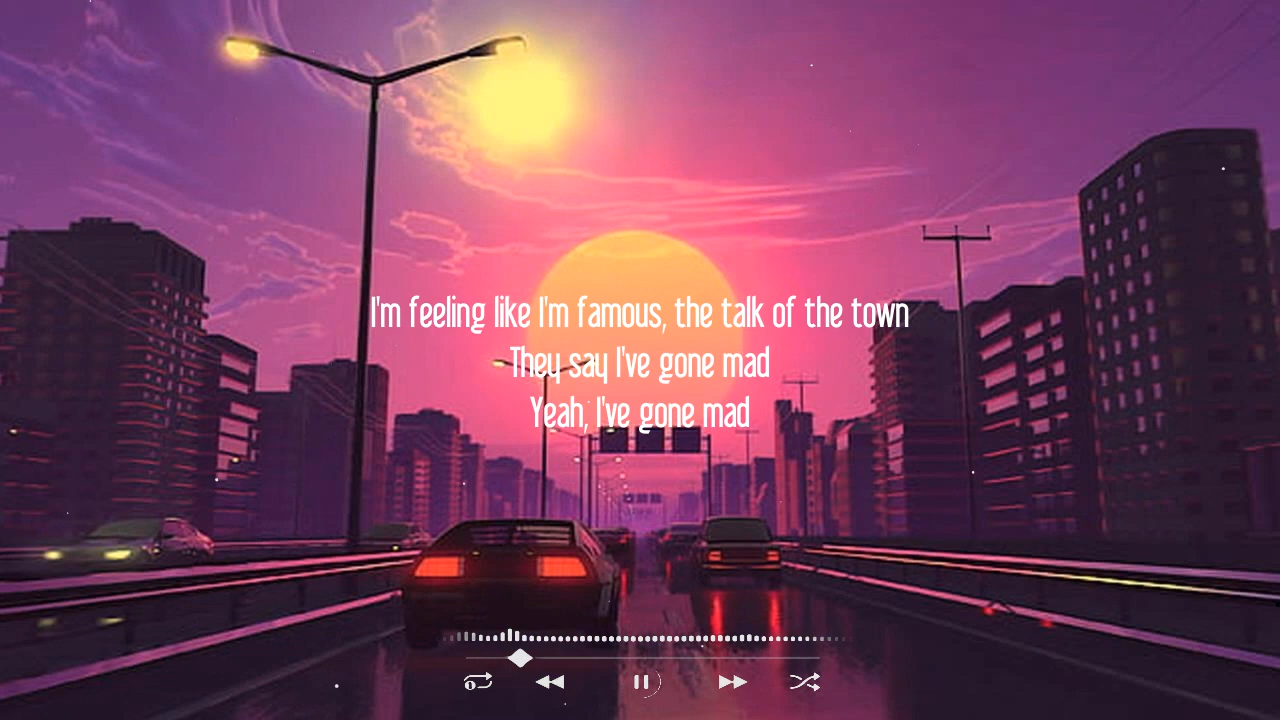 I'm feeling like I'm famous, the talk of the town
They say I've gone mad
Yeah, I've gone mad